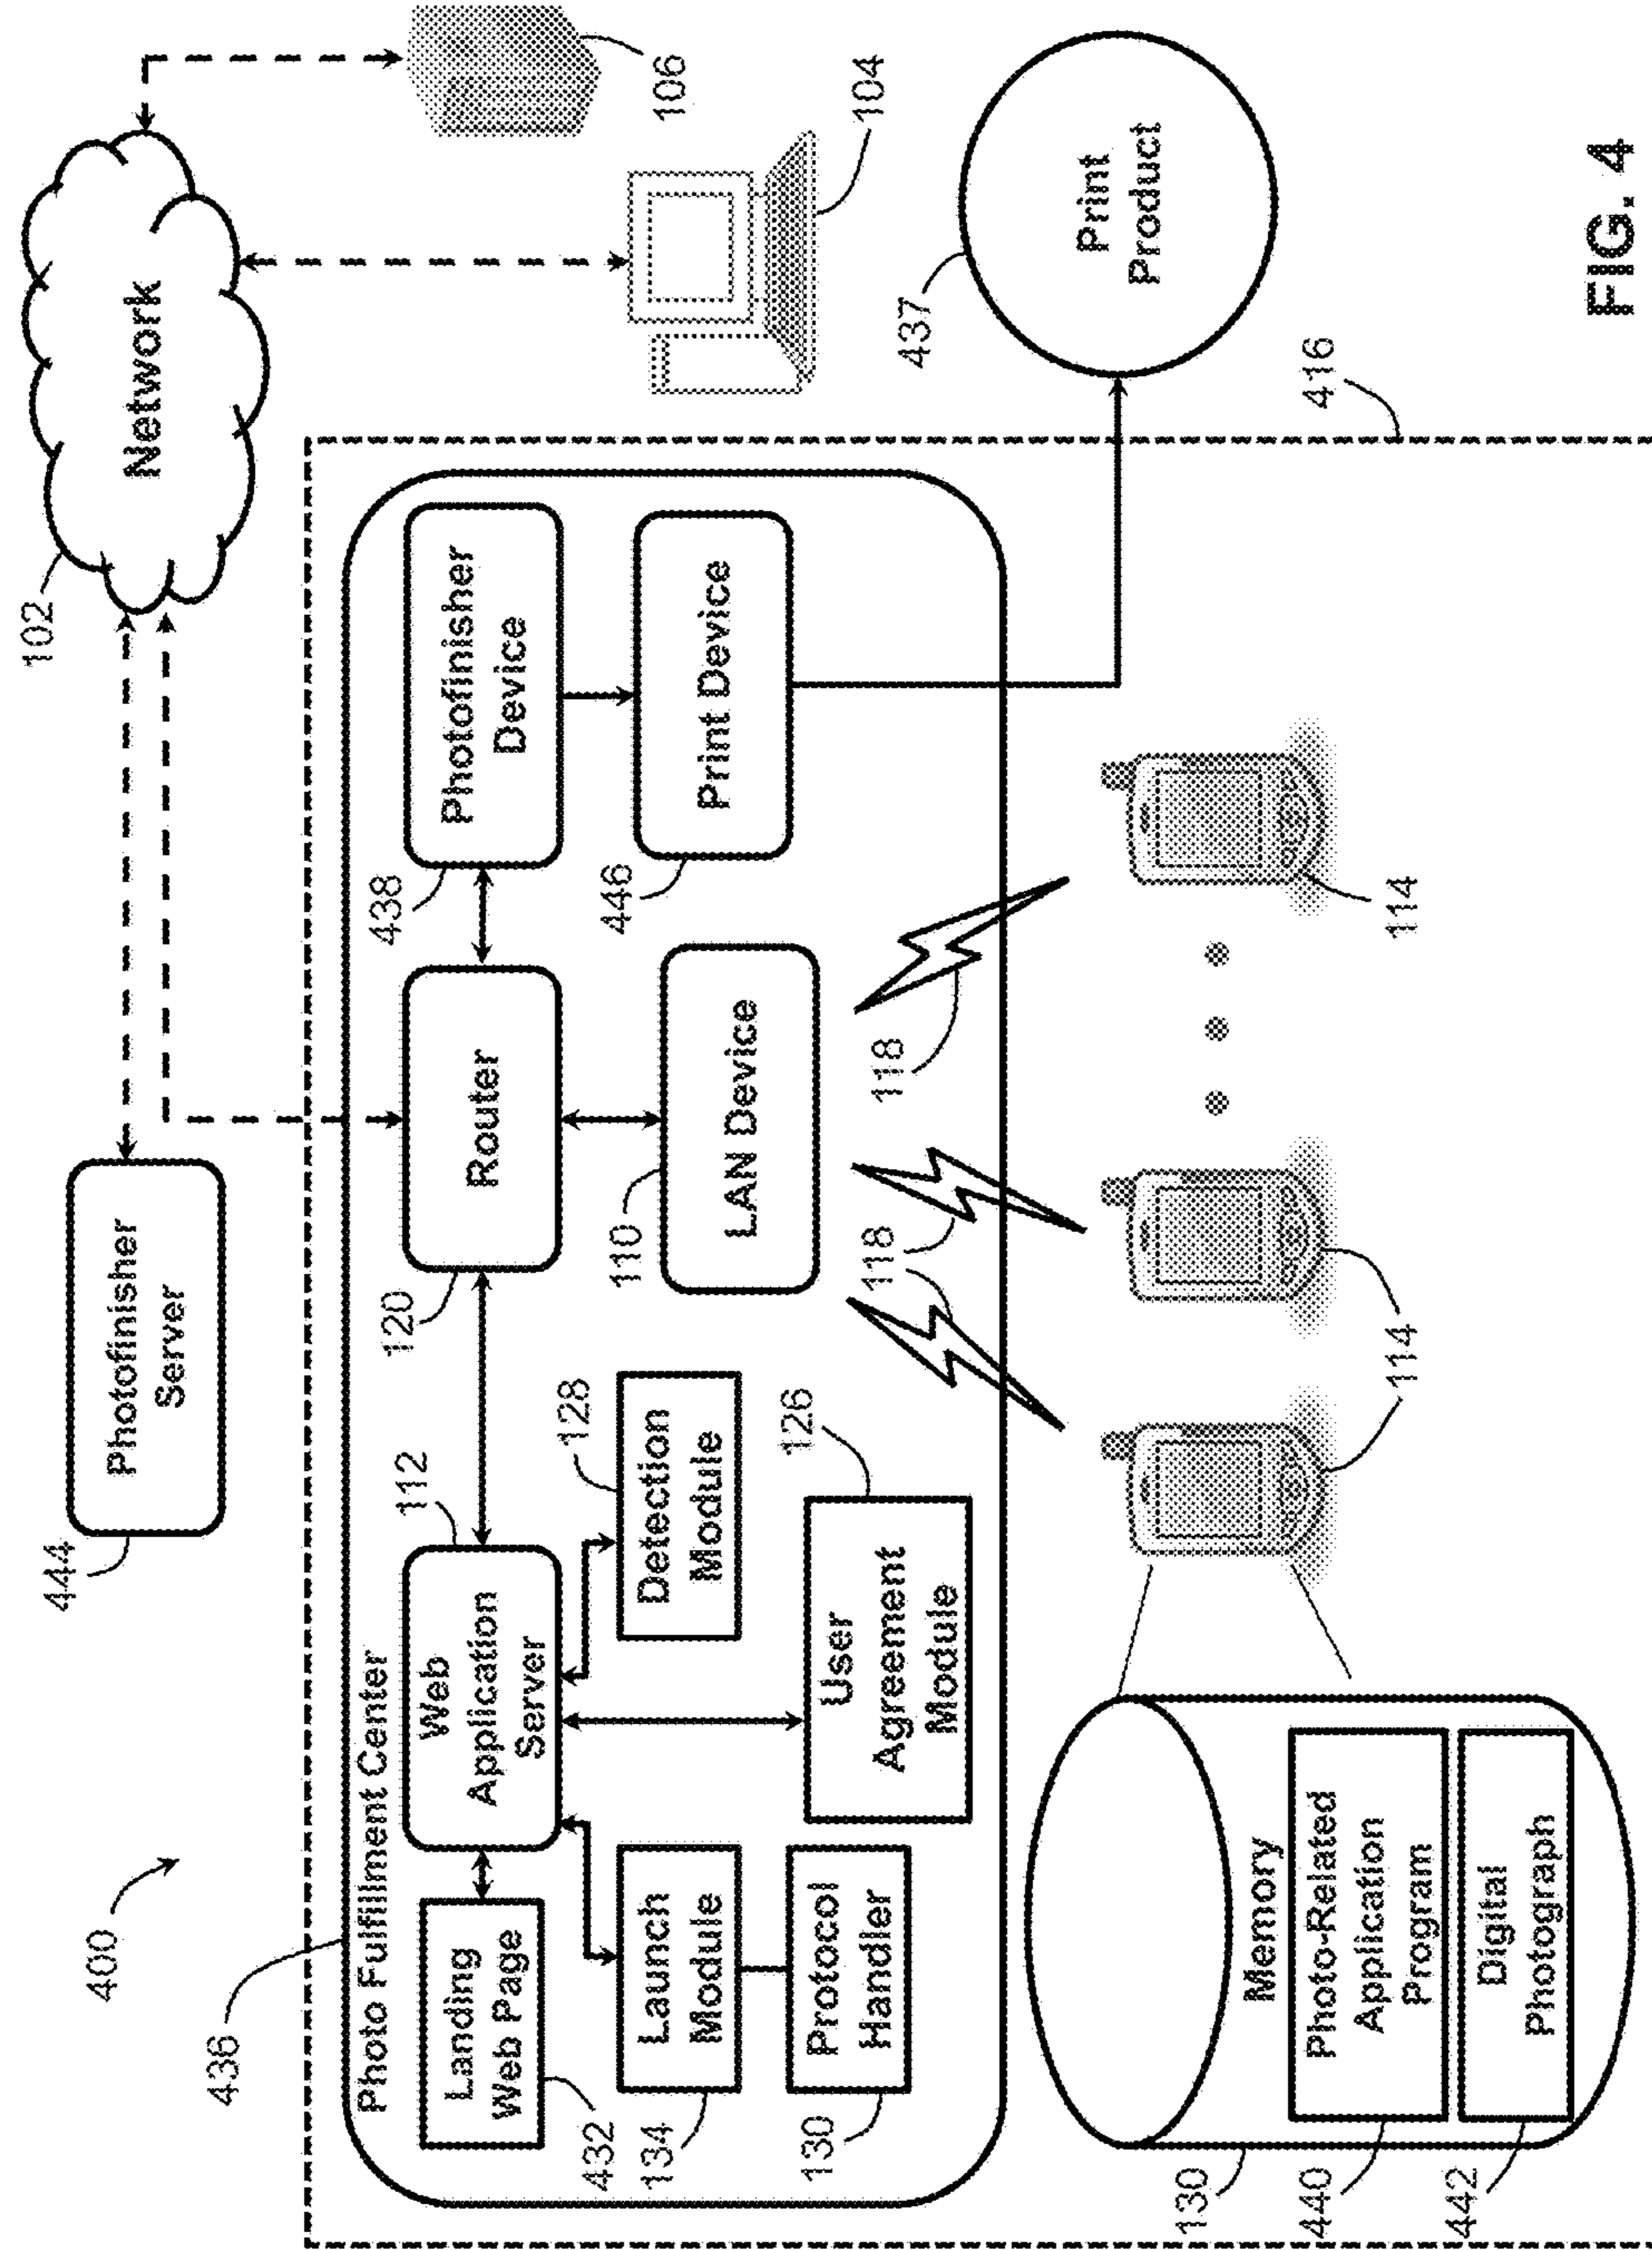 400
444
Photofinisher
Server
102
Network
106
104
436
Photo Fulfillment Center
Landing
Web Page
432
Web
Application
Server
112
Router
120
Photofinisher
Device
438
Launch
Module
134
Detection
Module
128
LAN Device
110
Print Device
446
Protocol
Handler
130
User
Agreement
Module
126
118
118
437
Print
Product
416
114
114
Memory
130
Photo-Related
Application
Program
440
Digital
Photograph
442
FIG. 4